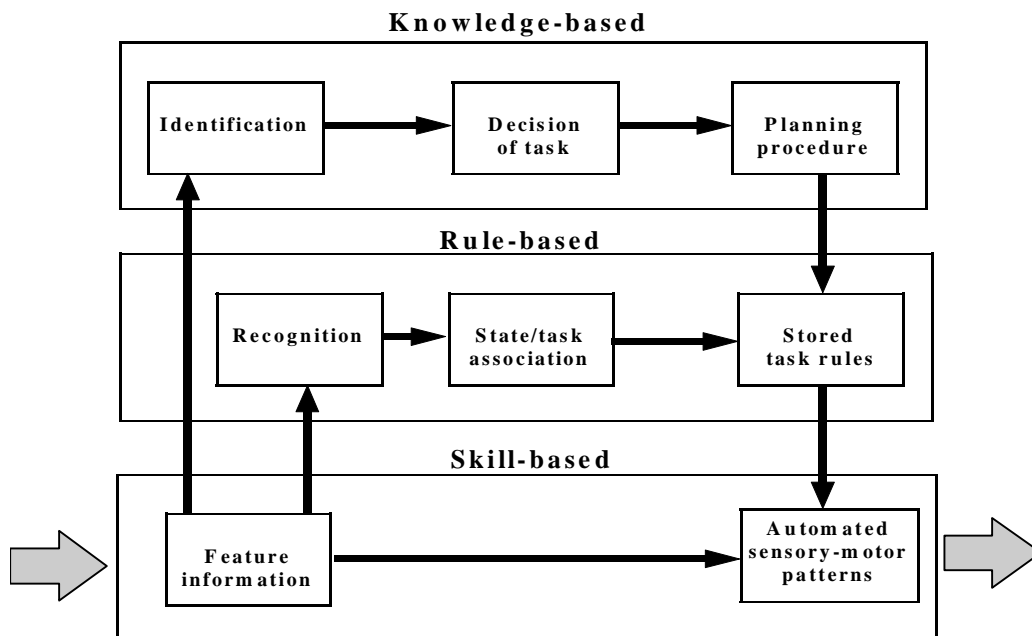 Knowledge-based
Identification
Decision
of task
Planning
procedure
Rule-based
Recognition
State/task
association
Stored
task rules
Skill-based
Feature
information
Automated
sensory-motor
patterns